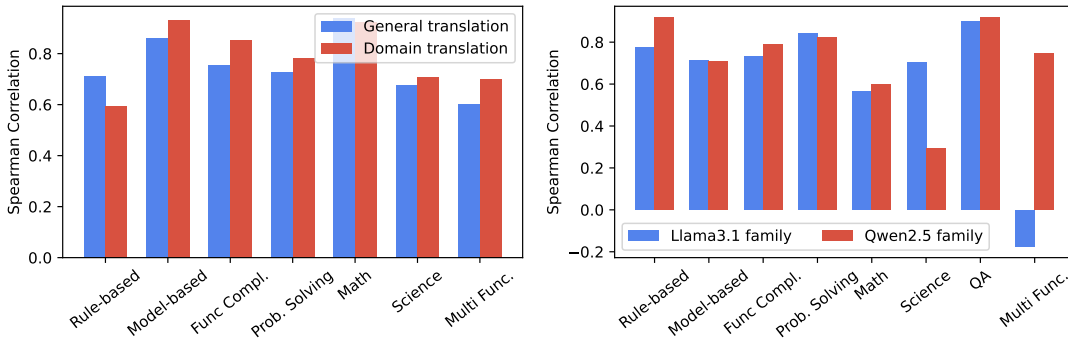 Spearman Correlation
0.8
0.6
0.4
0.2
0.0
General translation
Domain translation
Rule-based
Model-based
Func Compl.
Prob. Solving
Math
Science
Multi Func.
Spearman Correlation
0.8
0.6
0.4
0.2
0.0
−0.2
Llama3.1 family
Qwen2.5 family
Rule-based
Model-based
Func Compl.
Prob. Solving
Math
Science
QA
Multi Func.